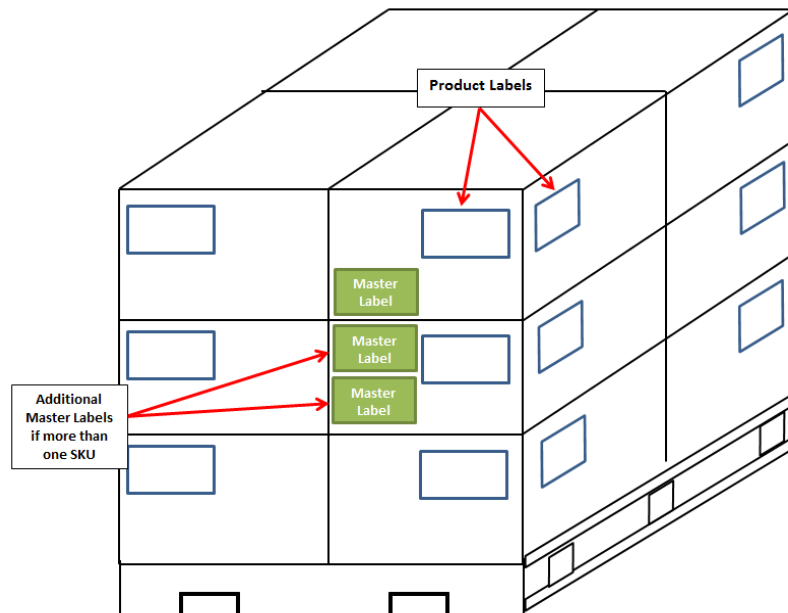 Product Labels
Master
Label
Master
Label
Master
Label
Additional
Master Labels
if more than
one SKU